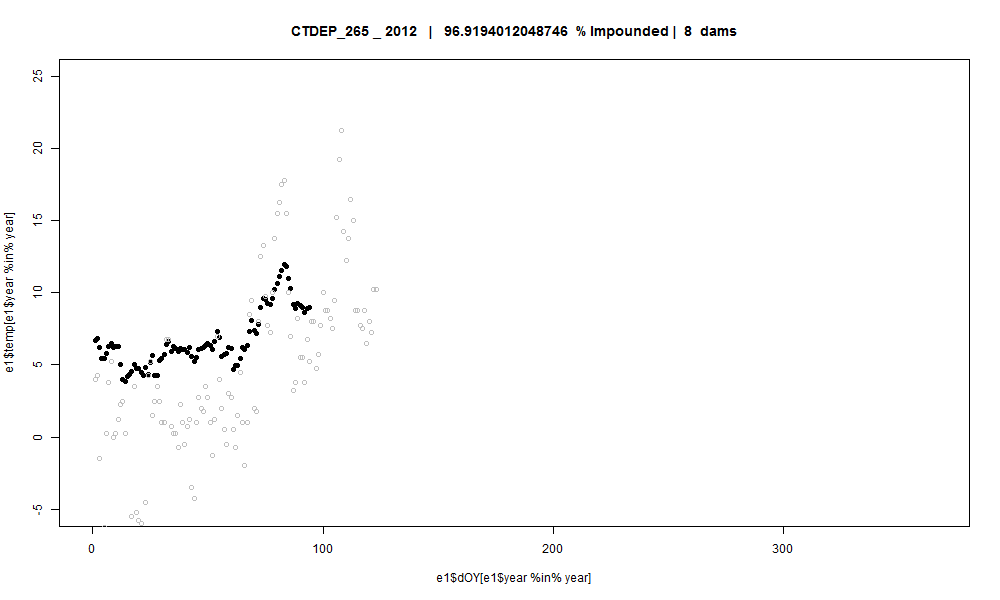 CTDEP_265 _ 2012 | 96.9194012048746 % Impounded | 8 dams
e1$temp[e1$year %in% year]
25
20
15
10
5
0
-5
0 100 200 300
e1$dOY[e1$year %in% year]